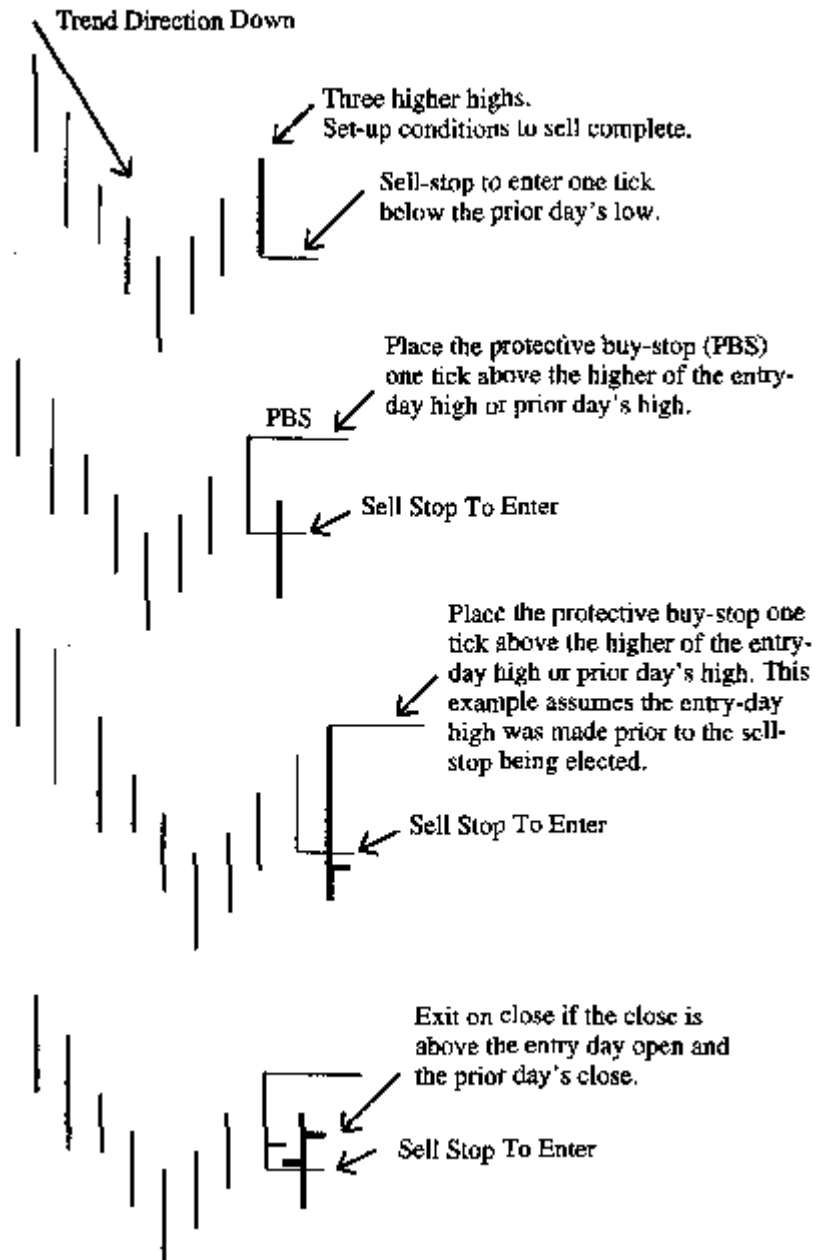 Trend Direction Down
Three higher highs.
Set-up conditions to sell complete.
Sell-stop to enter one tick
below the prior day's low.
Place the protective buy-stop (PBS)
one tick above the higher of the entry-
day high or prior day's high.
PBS
Sell Stop To Enter
Place the protective buy-stop one
tick above the higher of the entry-
day high or prior day's high. This
example assumes the entry-day
high was made prior to the sell-
stop being elected.
Sell Stop To Enter
Exit on close if the close is
above the entry day open and
the prior day's close.
Sell Stop To Enter